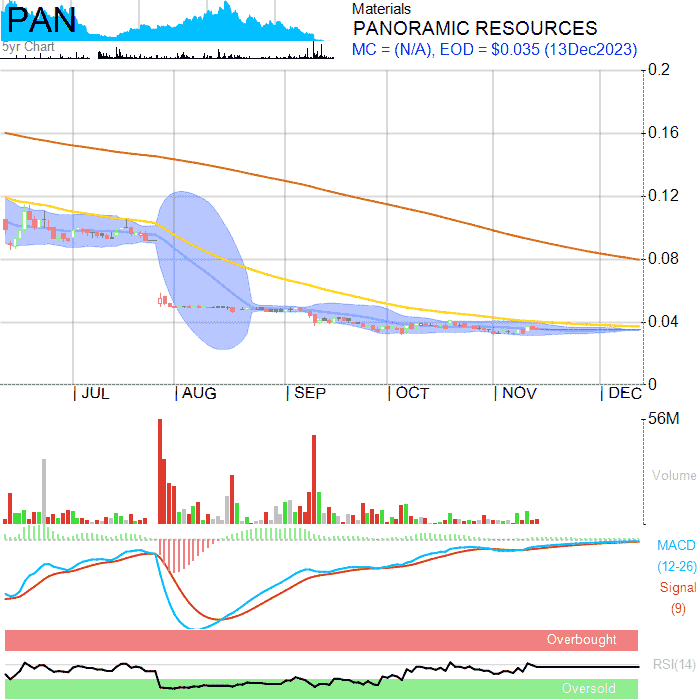 PAN
5yr Chart
Materials
PANORAMIC RESOURCES
MC = (N/A), EOD = $0.035 (13Dec2023)
0.2
0.16
0.12
0.08
0.04
0
| JUL | AUG | SEP | OCT | NOV | DEC
56M
Volume
MACD
(12-26)
Signal
(9)
Overbought
RSI(14)
Oversold